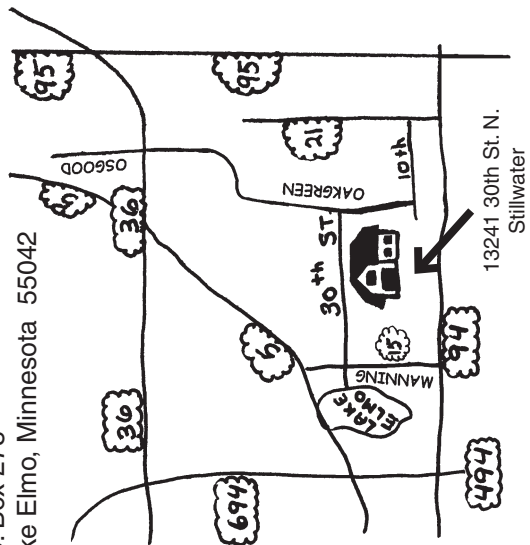 Box
ke Elmo, Minnesota 55042
95
OSGOOD
5
36
36
95
5
21
OAKGREEN
694
30th ST.
10th
15
MANNING
LAKE
ELMO
94
494
13241 30th St. N.
Stillwater